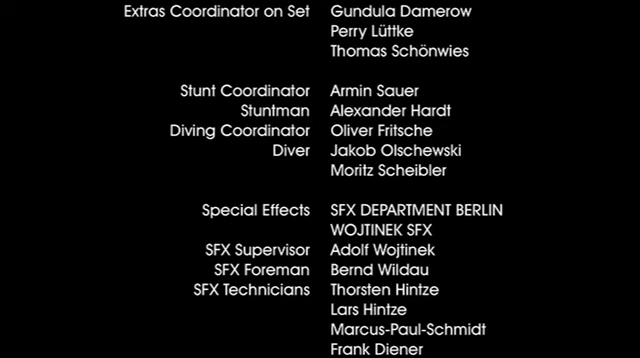 Extras Coordinator on Set Gundula Damerow
Perry Lüttke
Thomas Schönwies
Stunt Coordinator Armin Sauer
Stuntman Alexander Hardt
Diving Coordinator Oliver Fritsche
Diver Jakob Olschewski
Moritz Scheibler
Special Effects SFX DEPARTMENT BERLIN
WOJTINEK SFX
SFX Supervisor Adolf Wojtinek
SFX Foreman Bernd Wildau
SFX Technicians Thorsten Hintze
Lars Hintze
Marcus-Paul-Schmidt
Frank Diener